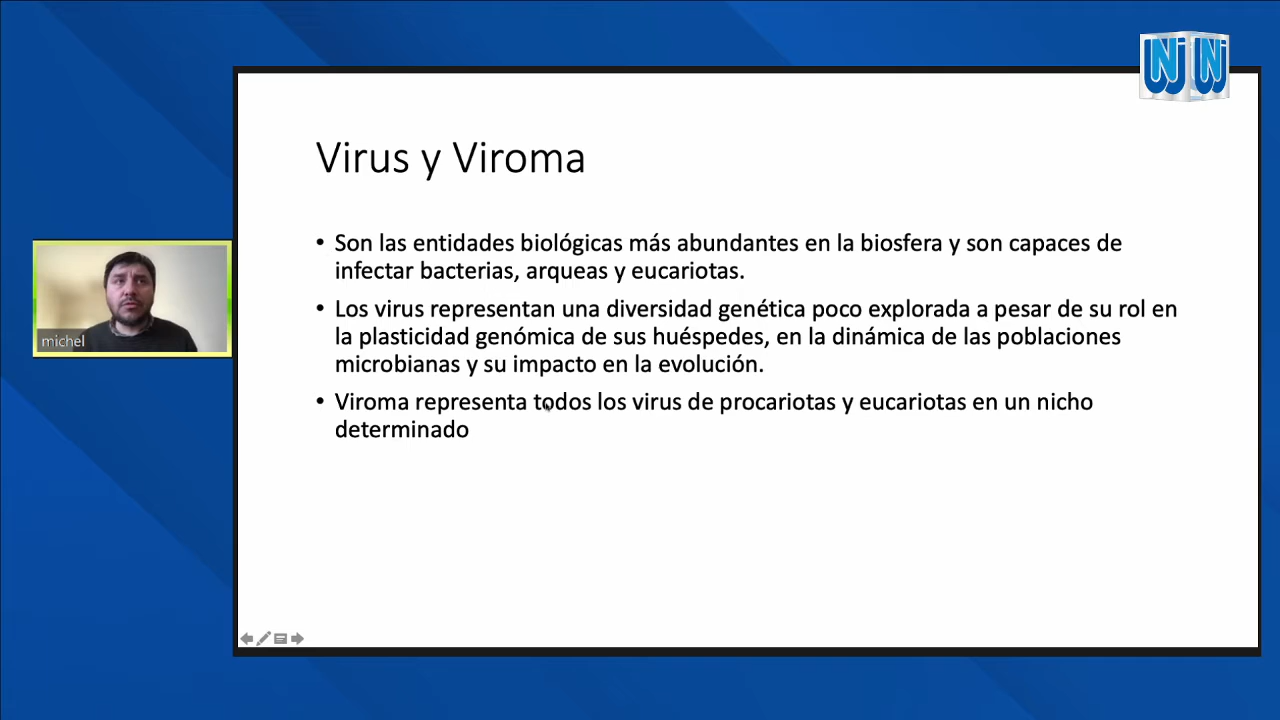 UNj UNj
Virus y Viroma
• Son las entidades biológicas más abundantes en la biosfera y son capaces de
infectar bacterias, arqueas y eucariotas.
• Los virus representan una diversidad genética poco explorada a pesar de su rol en
la plasticidad genómica de sus huéspedes, en la dinámica de las poblaciones
microbianas y su impacto en la evolución.
• Viroma representa todos los virus de procariotas y eucariotas en un nicho
determinado
michel